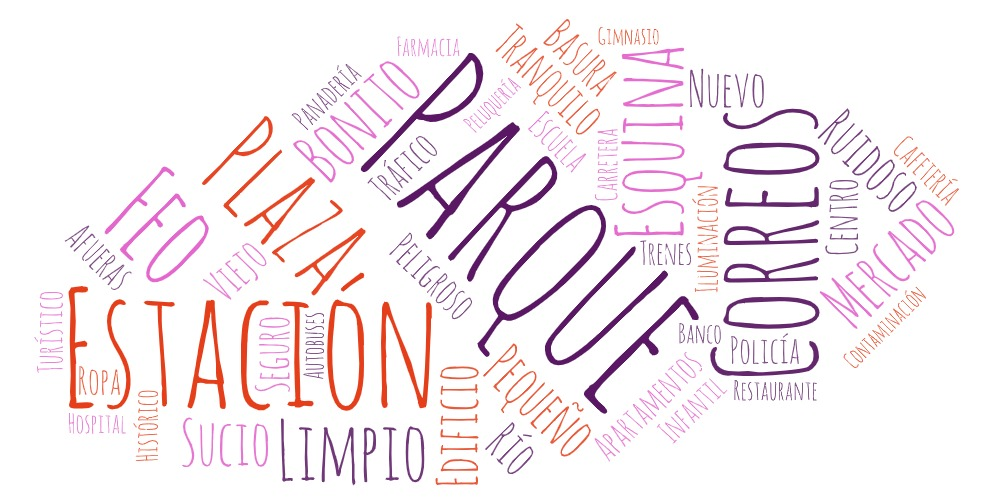 Farmacia
Basura
Gimnasio
Tranquilo
Panadería
Bonito
Parque
Peluquería
Esquina
Nuevo
Plaza
Tráfico
Escuela
Carretera
Correos
Ruidoso
Cafetería
Feo
Afueras
Viejo
Peligroso
Trenes
Iluminación
Centro
Mercado
Turístico
Estación
Seguro
Autobuses
Ropa
Banco
Policía
Contaminación
Pequeño
Apartamentos
Infantil
Restaurante
Hospital
Histórico
Sucio
Limpio
Edificio
Río